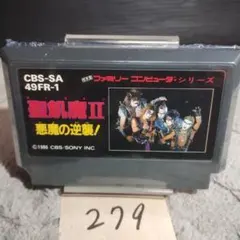 CBS-SA
49FR-1
ファミリー コンピュータ・シリーズ
聖飢魔II
悪魔の逆襲!
©1986 CBS/SONY INC
279